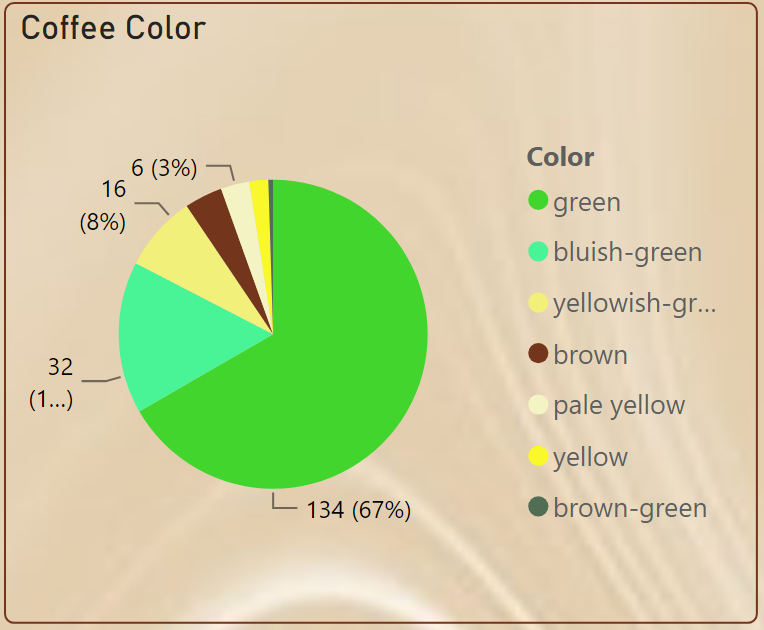 Coffee Color
6 (3%)
16
(8%)
32
(1...)
134 (67%)
Color
green
bluish-green
yellowish-gr...
brown
pale yellow
yellow
brown-green